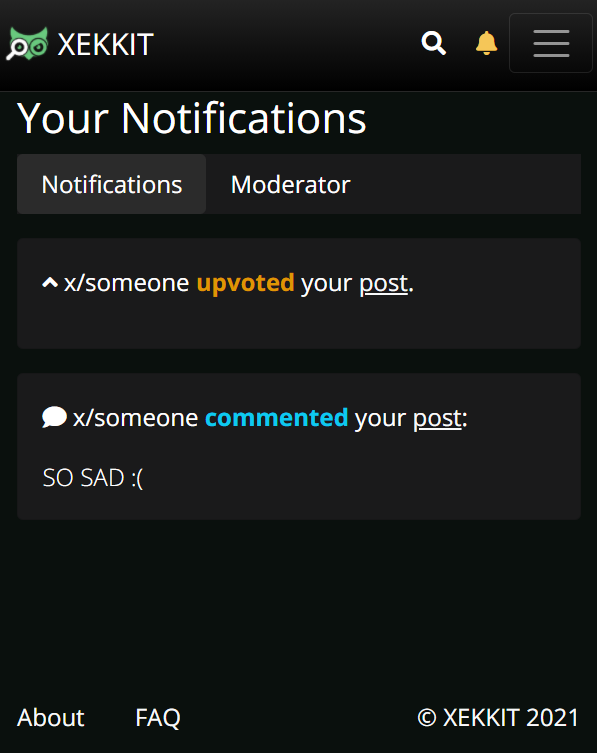 XEKKIT
Your Notifications
Notifications Moderator
x/someone upvoted your post.
x/someone commented your post:
SO SAD :(
About FAQ © XEKKIT 2021